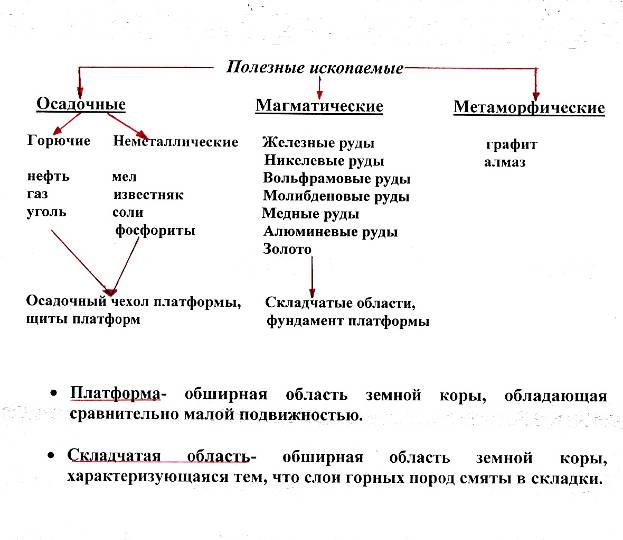 Полезные ископаемые
Осадочные Магматические Метаморфические
Горючие Неметаллические Железные руды графит
Никелевые руды алмаз
нефть мел Вольфрамовые руды
газ известняк Молибденовые руды
уголь соли Медные руды
фосфориты Алюминевые руды
Золото
Осадочный чехол платформы, Складчатые области,
щиты платформ фундамент платформы
• Платформа- обширная область земной коры, обладающая
сравнительно малой подвижностью.
• Складчатая область- обширная область земной коры,
характеризующаяся тем, что слои горных пород смяты в складки.